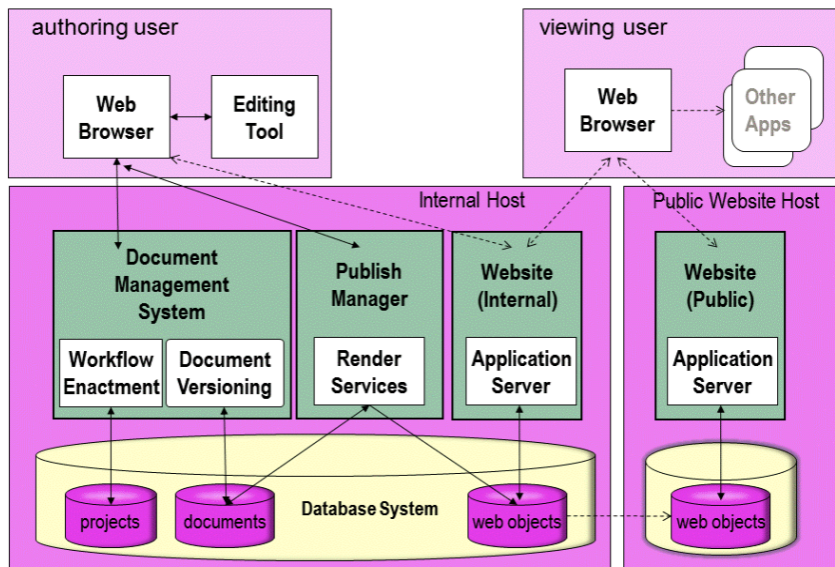 authoring user
viewing user
Web
Browser
Editing
Tool
Web
Browser
Other
Apps
Internal Host
Public Website Host
Document
Management
System
Publish
Manager
Website
(Internal)
Website
(Public)
Workflow
Enactment
Document
Versioning
Render
Services
Application
Server
Application
Server
projects
documents
Database System
web objects
web objects